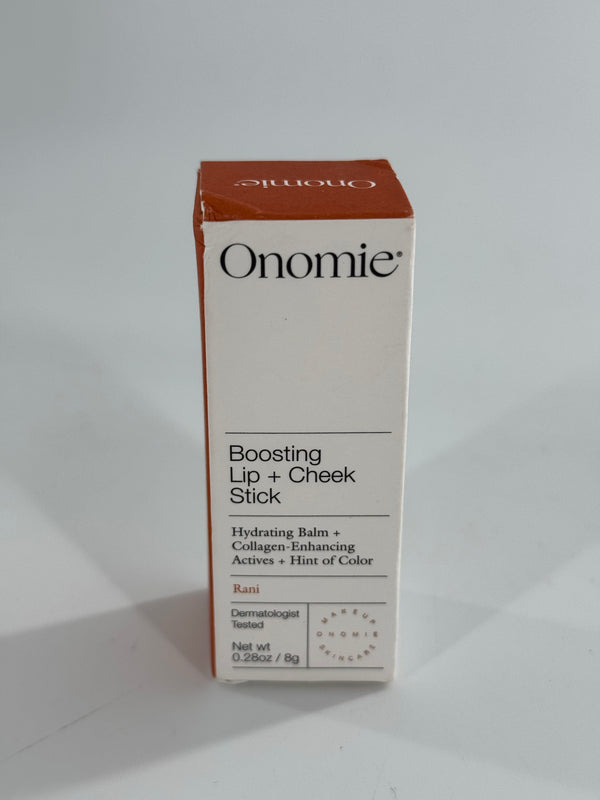 Onomie®
Onomie®
Boosting
Lip + Cheek
Stick
Hydrating Balm +
Collagen-Enhancing
Actives + Hint of Color
Rani
Dermatologist
Tested
Net wt
0.28oz / 8g
MAKEUP
ONOMIE
SKINCARE